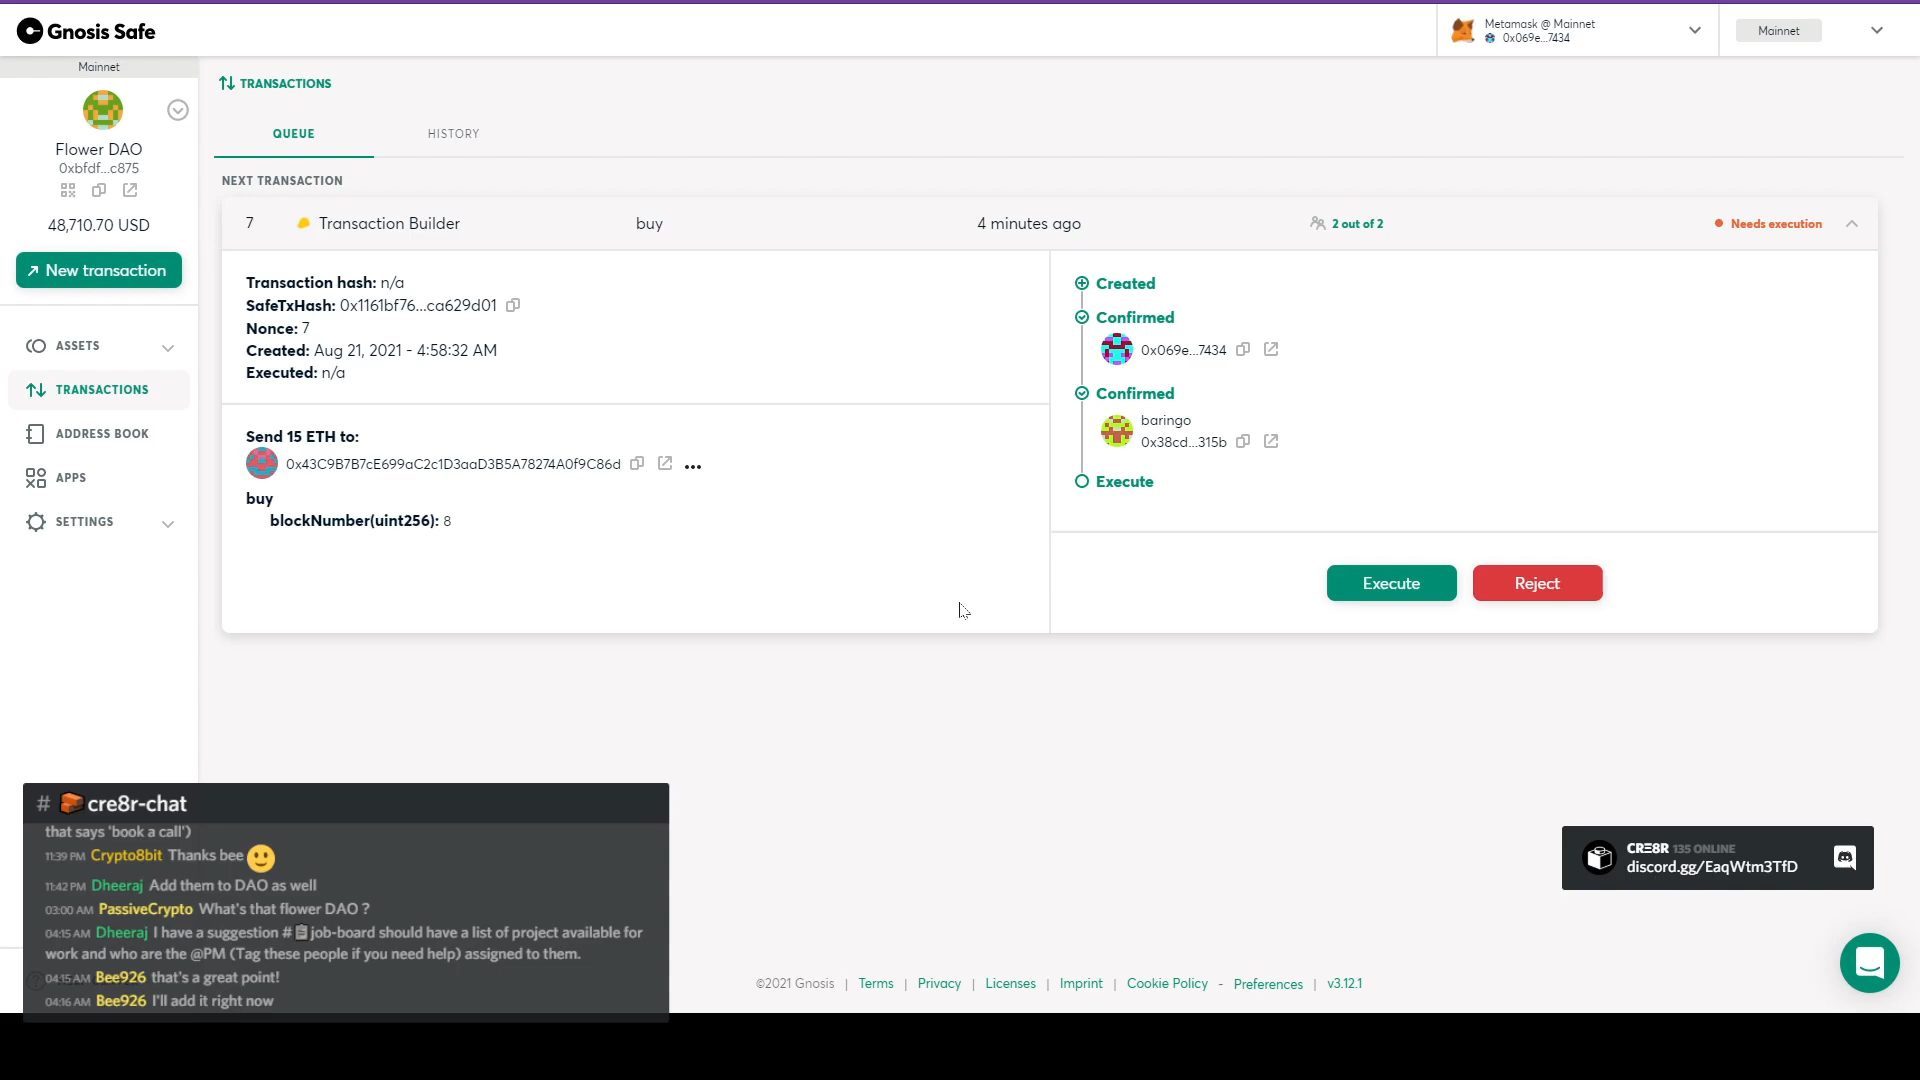 Gnosis Safe
Metamask @ Mainnet
0x069e...7434
Mainnet
Mainnet
Flower DAO
0xbfdf...c875
48,710.70 USD
New transaction
ASSETS
TRANSACTIONS
ADDRESS BOOK
APPS
SETTINGS
TRANSACTIONS
QUEUE
HISTORY
NEXT TRANSACTION
7 Transaction Builder buy 4 minutes ago 2 out of 2 Needs execution
Transaction hash: n/a
SafeTxHash: 0x1161bf76...ca629d01
Nonce: 7
Created: Aug 21, 2021 - 4:58:32 AM
Executed: n/a
Send 15 ETH to:
0x43C9B7B7cE699aC2c1D3aaD3B5A78274A0f9C86d
buy
blockNumber(uint256): 8
Created
Confirmed
0x069e...7434
Confirmed
baringo
0x38cd...315b
Execute
Execute
Reject
# cre8r-chat
that says 'book a call')
11:39 PM Crypto8bit Thanks bee
11:42 PM Dheeraj Add them to DAO as well
03:00 AM PassiveCrypto What's that flower DAO ?
04:15 AM Dheeraj I have a suggestion # job-board should have a list of project available for
work and who are the @PM (Tag these people if you need help) assigned to them.
04:15 AM Bee926 that's a great point!
04:16 AM Bee926 I'll add it right now
CRE8R 135 ONLINE
discord.gg/EaqWtm3TfD
©2021 Gnosis | Terms | Privacy | Licenses | Imprint | Cookie Policy - Preferences | v3.12.1